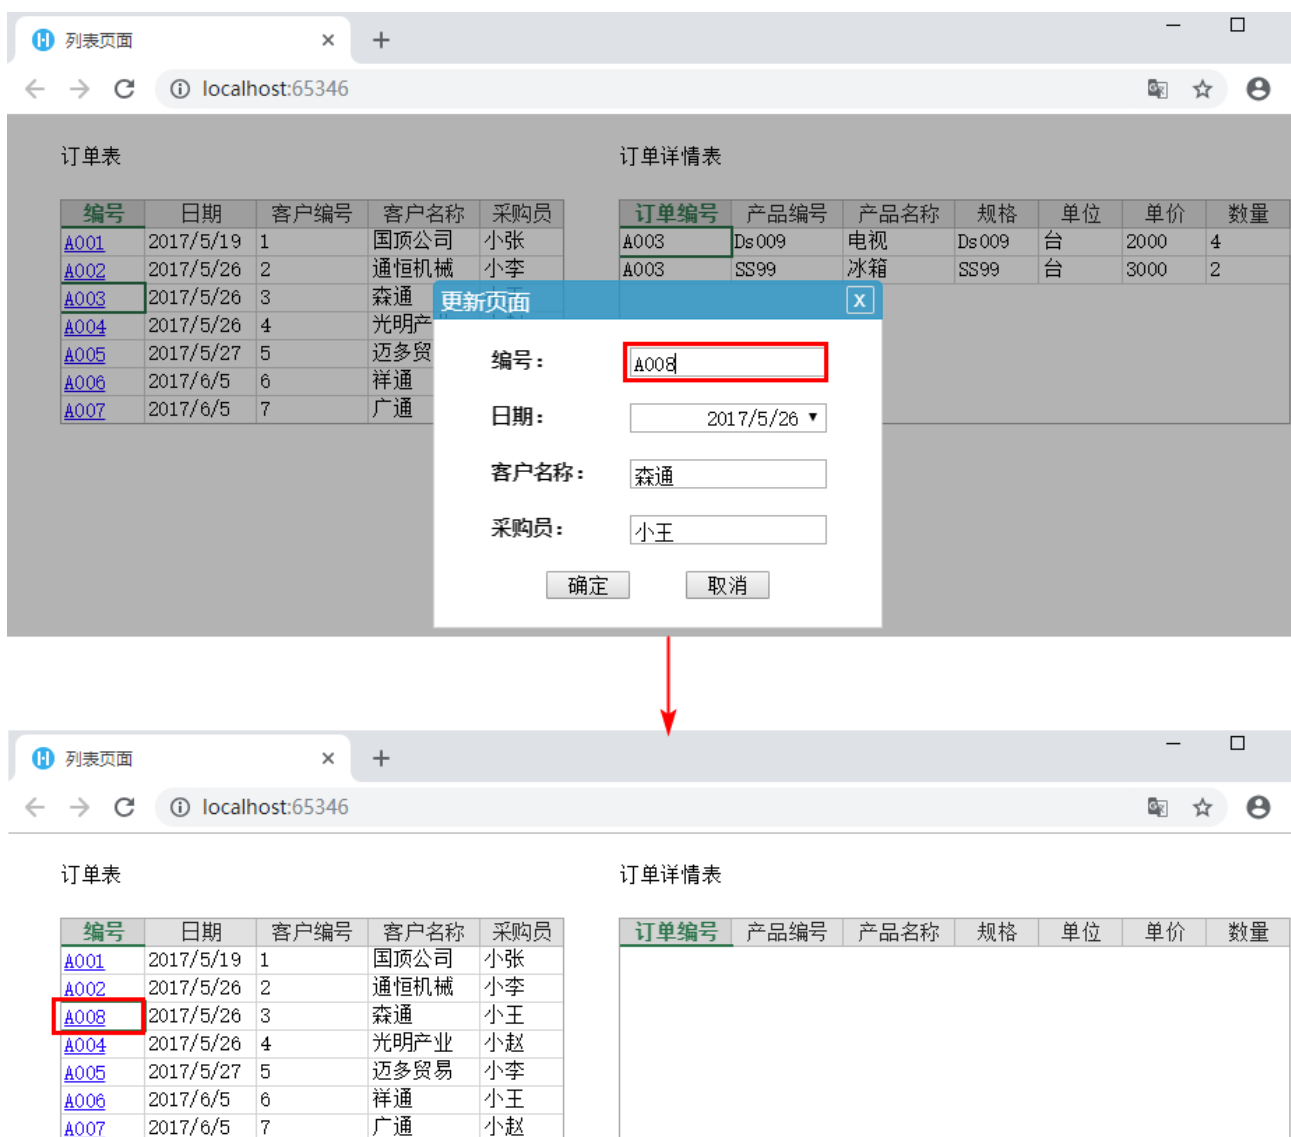 列表页面
localhost:65346
订单表 订单详情表
编号 日期 客户编号 客户名称 采购员 订单编号 产品编号 产品名称 规格 单位 单价 数量
A001 2017/5/19 1 国顶公司 小张 A003 Ds009 电视 Ds009 台 2000 4
A002 2017/5/26 2 通恒机械 小李 A003 SS99 冰箱 SS99 台 3000 2
A003 2017/5/26 3 森通
A004 2017/5/26 4 光明产
A005 2017/5/27 5 迈多贸
A006 2017/6/5 6 祥通
A007 2017/6/5 7 广通
更新页面
编号： A008
日期： 2017/5/26
客户名称： 森通
采购员： 小王
确定 取消
列表页面
localhost:65346
订单表 订单详情表
编号 日期 客户编号 客户名称 采购员 订单编号 产品编号 产品名称 规格 单位 单价 数量
A001 2017/5/19 1 国顶公司 小张
A002 2017/5/26 2 通恒机械 小李
A008 2017/5/26 3 森通 小王
A004 2017/5/26 4 光明产业 小赵
A005 2017/5/27 5 迈多贸易 小李
A006 2017/6/5 6 祥通 小王
A007 2017/6/5 7 广通 小赵